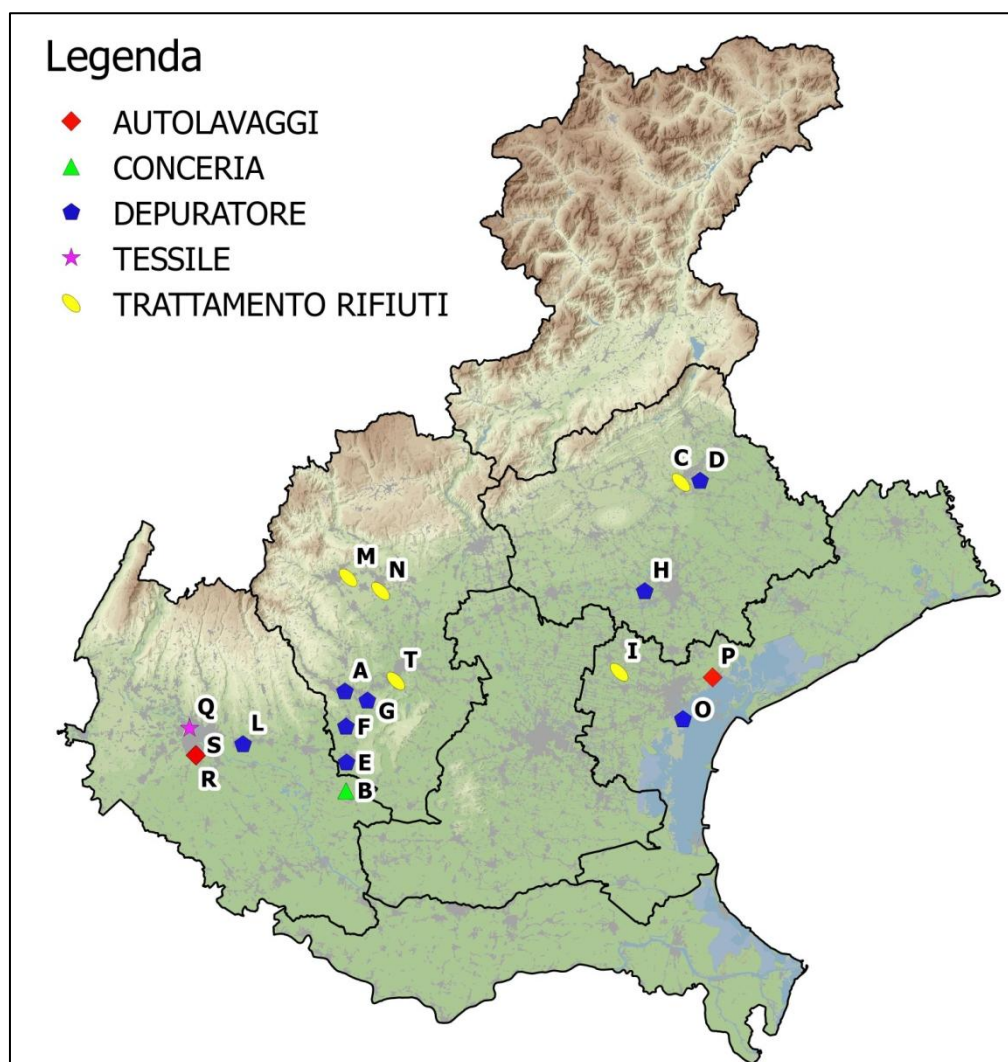 Legenda
AUTOLAVAGGI
CONCERIA
DEPURATORE
TESSILE
TRATTAMENTO RIFIUTI
C D
M N
H
A T
I P
G
Q L F O
S
E
R B